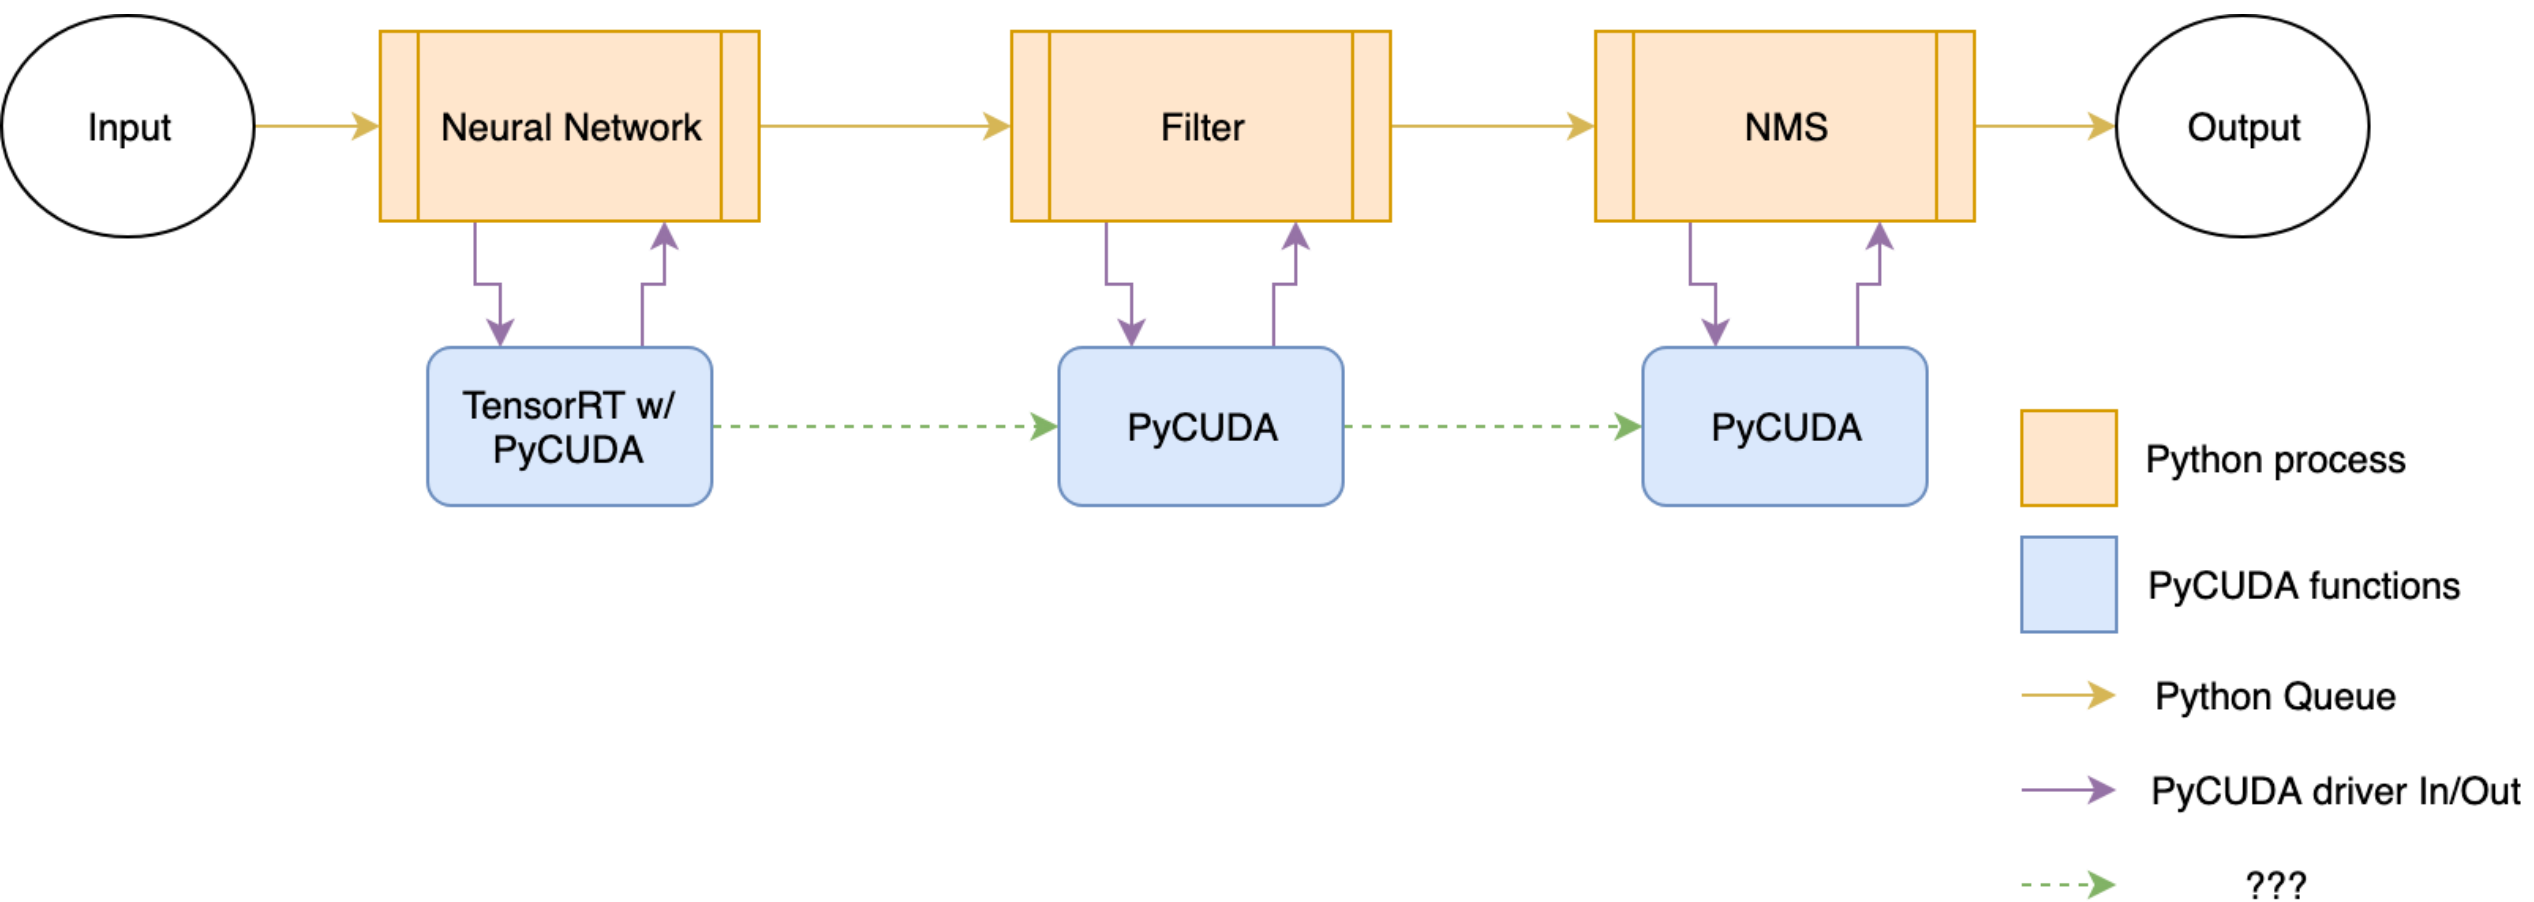 Input
Neural Network
Filter
NMS
Output
TensorRT w/
PyCUDA
PyCUDA
PyCUDA
Python process
PyCUDA functions
Python Queue
PyCUDA driver In/Out
???